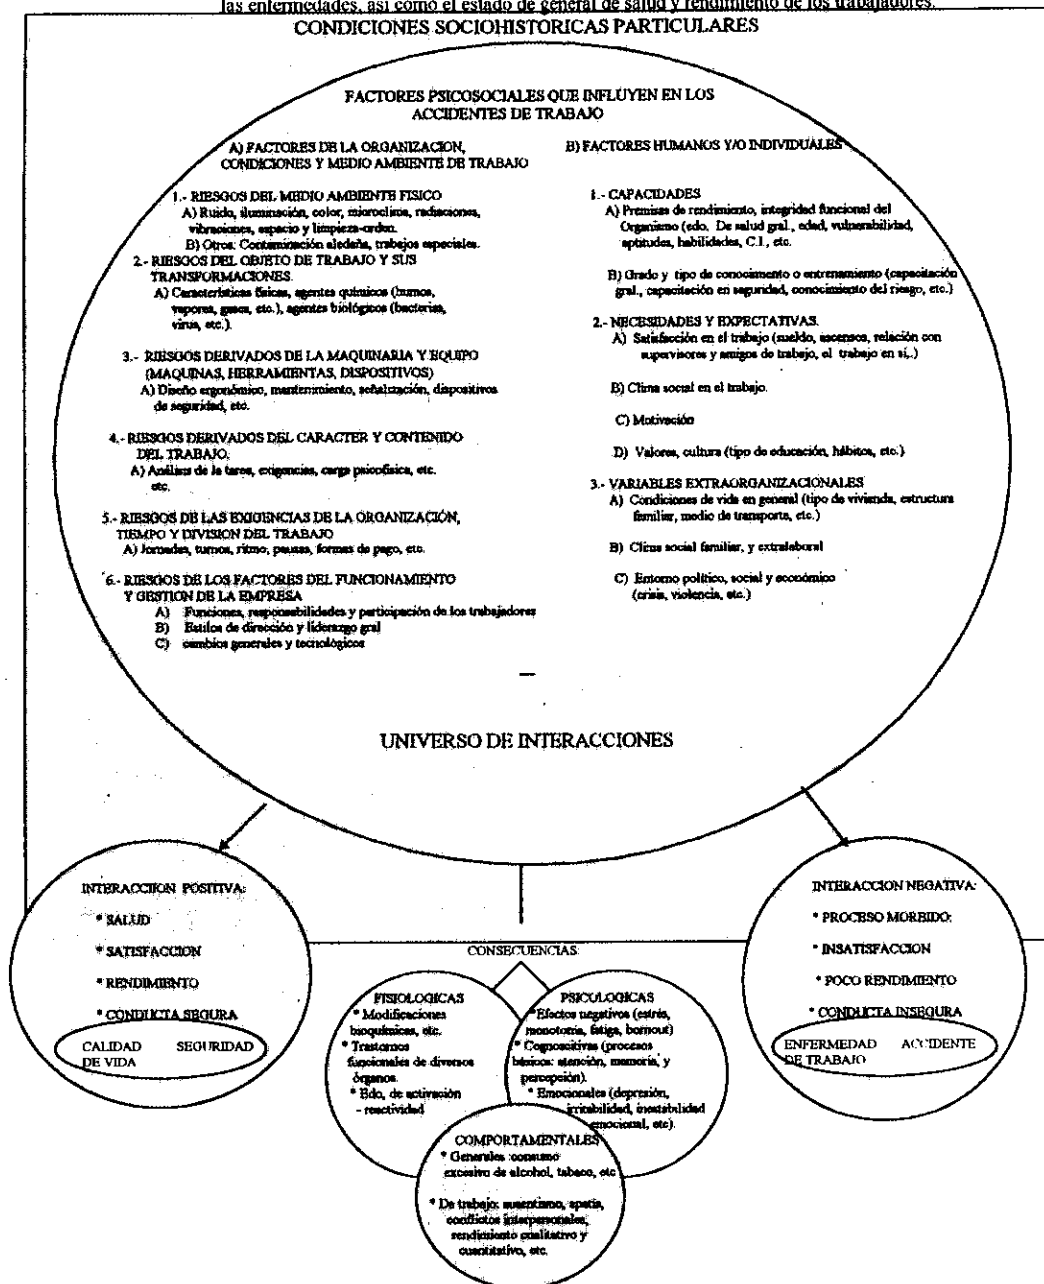 las enfermedades, así como el estado de general de salud y rendimiento de los trabajadores.
CONDICIONES SOCIOHISTORICAS PARTICULARES
FACTORES PSICOSOCIALES QUE INFLUYEN EN LOS
ACCIDENTES DE TRABAJO
A) FACTORES DE LA ORGANIZACION,
CONDICIONES Y MEDIO AMBIENTE DE TRABAJO
1.- RIESGOS DEL MEDIO AMBIENTE FISICO
A) Ruido, iluminación, color, microclima, radiaciones,
vibraciones, espacio y limpieza-orden.
B) Otros: Contaminación aledaña, trabajos especiales.
2.- RIESGOS DEL OBJETO DE TRABAJO Y SUS
TRANSFORMACIONES.
A) Características físicas, agentes químicos (humos,
vapores, gases, etc.), agentes biológicos (bacterias,
virus, etc.).
3.- RIESGOS DERIVADOS DE LA MAQUINARIA Y EQUIPO
(MAQUINAS, HERRAMIENTAS, DISPOSITIVOS)
A) Diseño ergonómico, mantenimiento, señalización, dispositivos
de seguridad, etc.
4.- RIESGOS DERIVADOS DEL CARACTER Y CONTENIDO
DEL TRABAJO.
A) Análisis de la tarea, exigencias, carga psicofísica, etc.
etc.
5.- RIESGOS DE LAS EXIGENCIAS DE LA ORGANIZACIÓN,
TIEMPO Y DIVISION DEL TRABAJO
A) Jornadas, turnos, ritmo, pausas, formas de pago, etc.
6.- RIESGOS DE LOS FACTORES DEL FUNCIONAMIENTO
Y GESTION DE LA EMPRESA
A) Funciones, responsabilidades y participación de los trabajadores
B) Estilos de dirección y liderazgo gral
C) cambios generales y tecnológicos
B) FACTORES HUMANOS Y/O INDIVIDUALES
1.- CAPACIDADES
A) Premisas de rendimiento, integridad funcional del
Organismo (edo. De salud gral., edad, vulnerabilidad,
aptitudes, habilidades, C.I., etc.
B) Grado y tipo de conocimento o entrenamiento (capacitación
gral., capacitación en seguridad, conocimiento del riesgo, etc.)
2.- NECESIDADES Y EXPECTATIVAS.
A) Satisfacción en el trabajo (sueldo, ascensos, relación con
supervisores y amigos de trabajo, el trabajo en sí,.)
B) Clima social en el trabajo.
C) Motivación
D) Valores, cultura (tipo de educación, hábitos, etc.)
3.- VARIABLES EXTRAORGANIZACIONALES
A) Condiciones de vida en general (tipo de vivienda, estructura
familiar, medio de transporte, etc.)
B) Clima social familiar, y extralaboral
C) Entorno político, social y económico
(crisis, violencia, etc.)
UNIVERSO DE INTERACCIONES
INTERACCION POSITIVA:
* SALUD
* SATISFACCION
* RENDIMIENTO
* CONDUCTA SEGURA
CALIDAD SEGURIDAD
DE VIDA
CONSECUENCIAS:
FISIOLOGICAS
* Modificaciones
bioquímicas, etc.
* Trastornos
funcionales de diversos
órganos.
* Edo, de activación
- reactividad
PSICOLOGICAS
*Efectos negativos (estrés,
monotonía, fatiga, bornout)
* Cognoscitivas (procesos
básicos: atención, memoria, y
percepción).
* Emocionales (depresión,
irritabilidad, inestabilidad
emocional, etc).
COMPORTAMENTALES
* Generales :consumo
excesivo de alcohol, tabaco, etc
* De trabajo: ausentismo, apatía,
conflictos interpersonales,
rendimiento cualitativo y
cuantitativo, etc.
INTERACCION NEGATIVA:
* PROCESO MORBIDO:
* INSATISFACCION
* POCO RENDIMIENTO
* CONDUCTA INSEGURA
ENFERMEDAD ACCIDENTE
DE TRABAJO